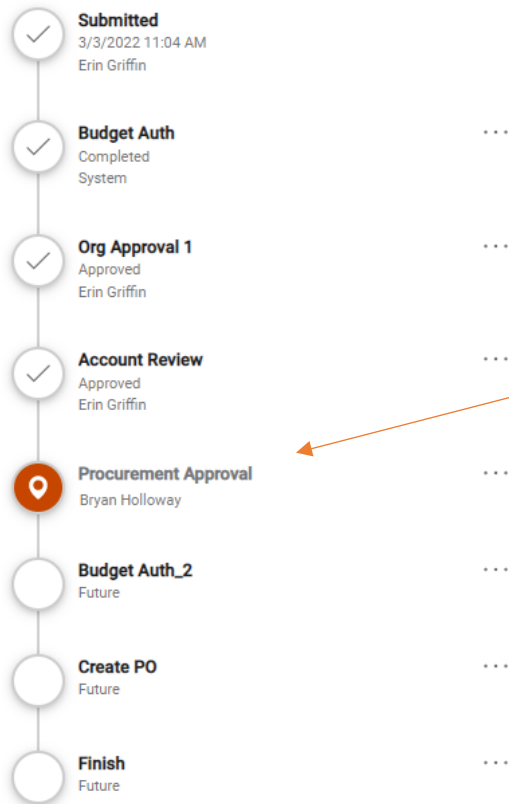 Submitted
3/3/2022 11:04 AM
Erin Griffin
Budget Auth
Completed
System
Org Approval 1
Approved
Erin Griffin
Account Review
Approved
Erin Griffin
Procurement Approval
Bryan Holloway
Budget Auth_2
Future
Create PO
Future
Finish
Future